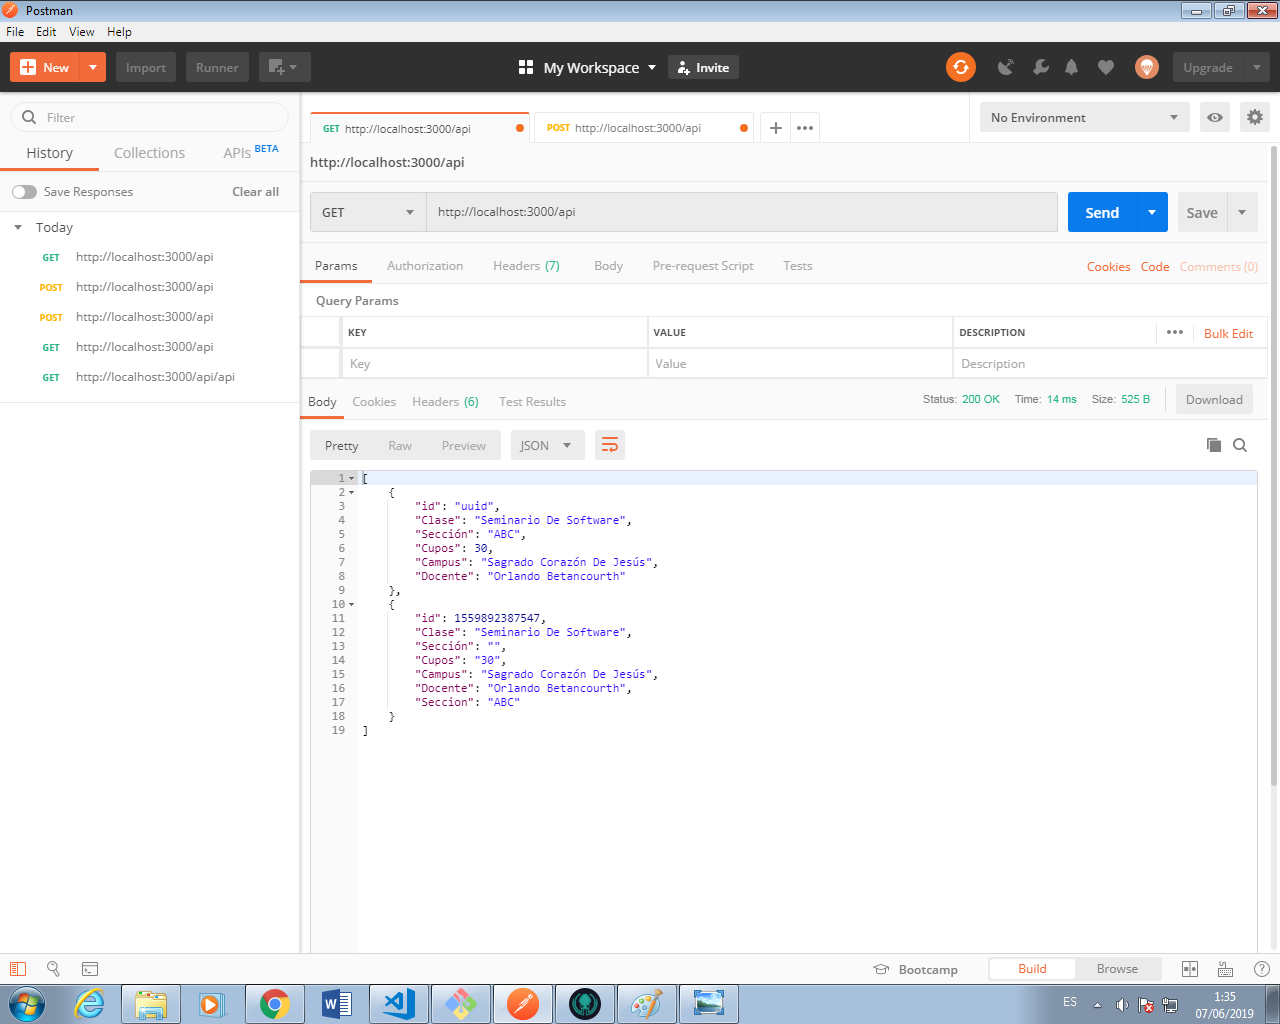 Postman
File Edit View Help
New Import Runner My Workspace Invite Upgrade
Filter
History Collections APIs BETA
Save Responses Clear all
Today
GET http://localhost:3000/api
POST http://localhost:3000/api
POST http://localhost:3000/api
GET http://localhost:3000/api
GET http://localhost:3000/api/api
GET http://localhost:3000/api POST http://localhost:3000/api No Environment
http://localhost:3000/api
GET http://localhost:3000/api Send Save
Params Authorization Headers (7) Body Pre-request Script Tests Cookies Code Comments (0)
Query Params
KEY VALUE DESCRIPTION Bulk Edit
Key Value Description
Body Cookies Headers (6) Test Results Status: 200 OK Time: 14 ms Size: 525 B Download
Pretty Raw Preview JSON
1 [
2 {
3 "id": "uuid",
4 "Clase": "Seminario De Software",
5 "Sección": "ABC",
6 "Cupos": 30,
7 "Campus": "Sagrado Corazón De Jesús",
8 "Docente": "Orlando Betancourth"
9 },
10 {
11 "id": 1559892387547,
12 "Clase": "Seminario De Software",
13 "Sección": "",
14 "Cupos": "30",
15 "Campus": "Sagrado Corazón De Jesús",
16 "Docente": "Orlando Betancourth",
17 "Seccion": "ABC"
18 }
19 ]
Bootcamp Build Browse
ES 1:35
07/06/2019